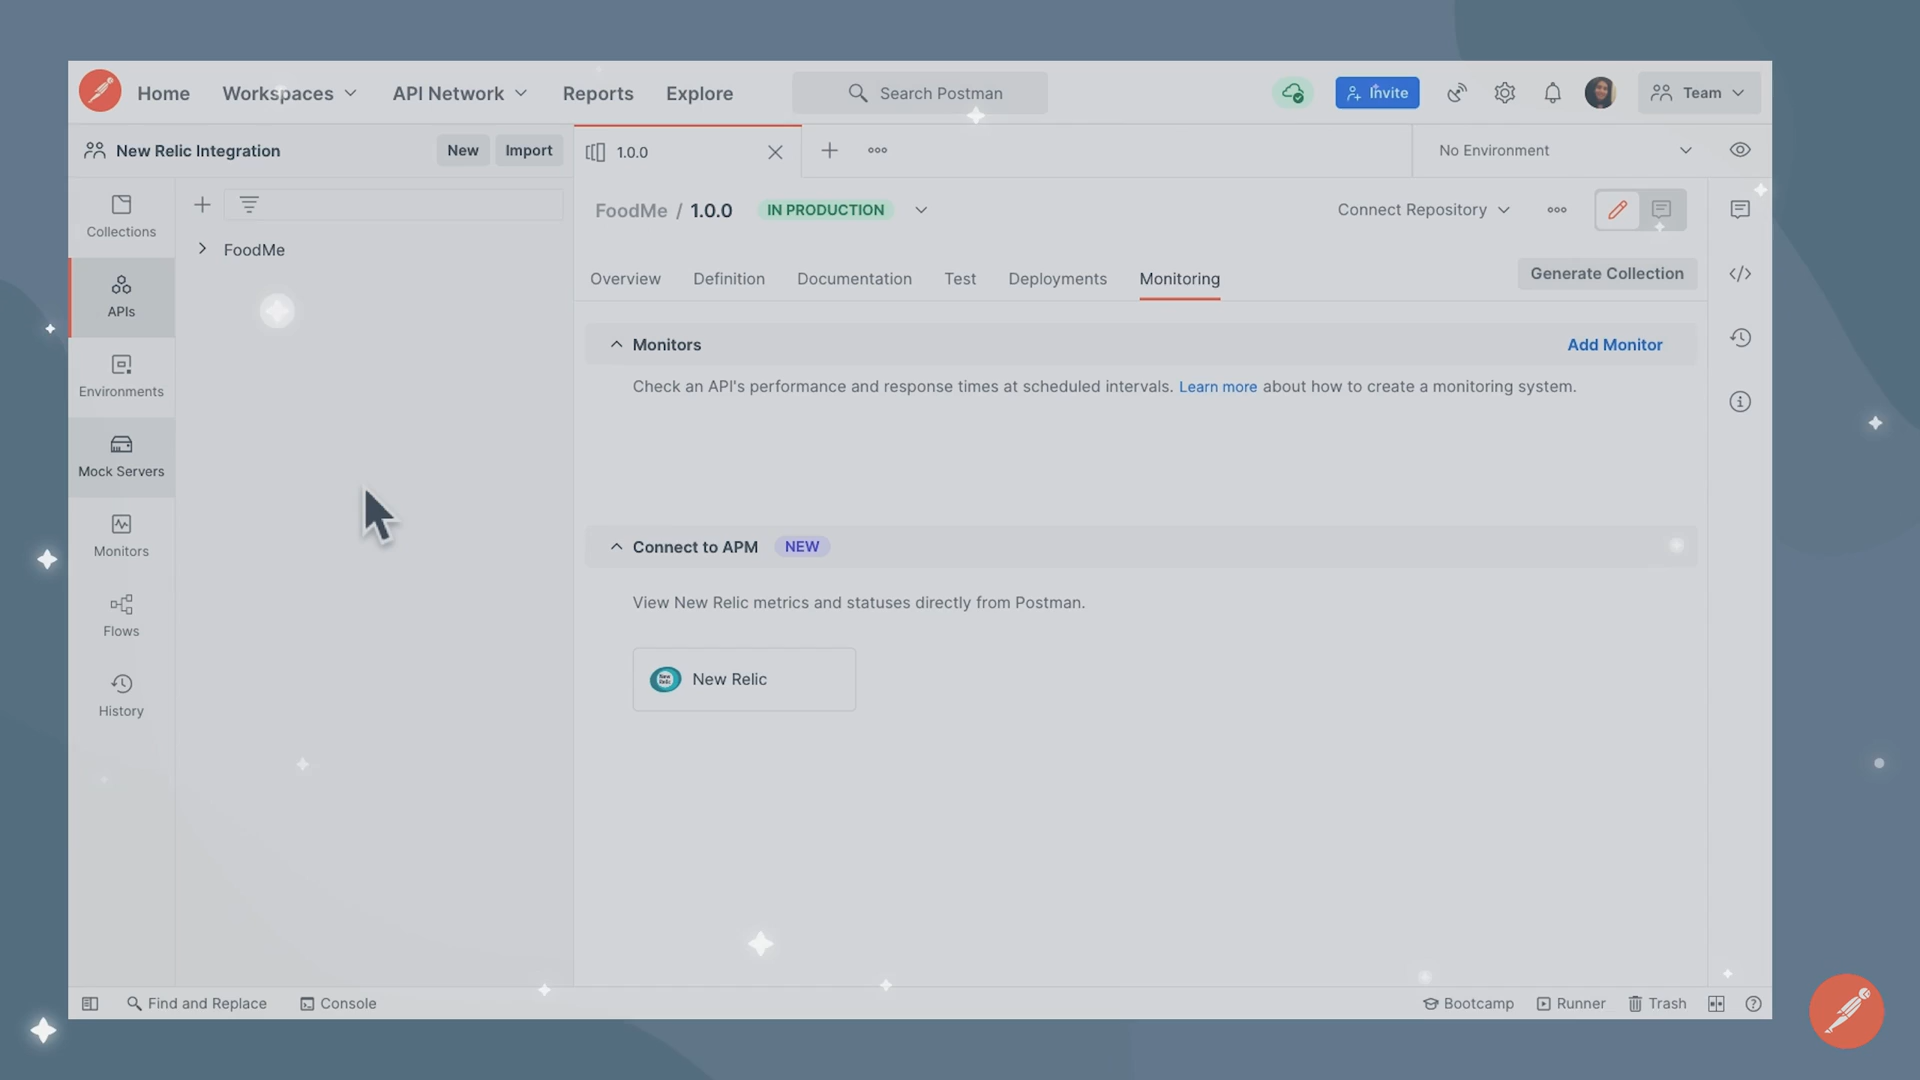 Home Workspaces API Network Reports Explore Search Postman Invite Team
New Relic Integration New Import 1.0.0 No Environment
Collections
APIs
Environments
Mock Servers
Monitors
Flows
History
FoodMe
FoodMe / 1.0.0 IN PRODUCTION Connect Repository
Overview Definition Documentation Test Deployments Monitoring Generate Collection
Monitors Add Monitor
Check an API's performance and response times at scheduled intervals. Learn more about how to create a monitoring system.
Connect to APM NEW
View New Relic metrics and statuses directly from Postman.
New Relic New Relic
Find and Replace Console Bootcamp Runner Trash